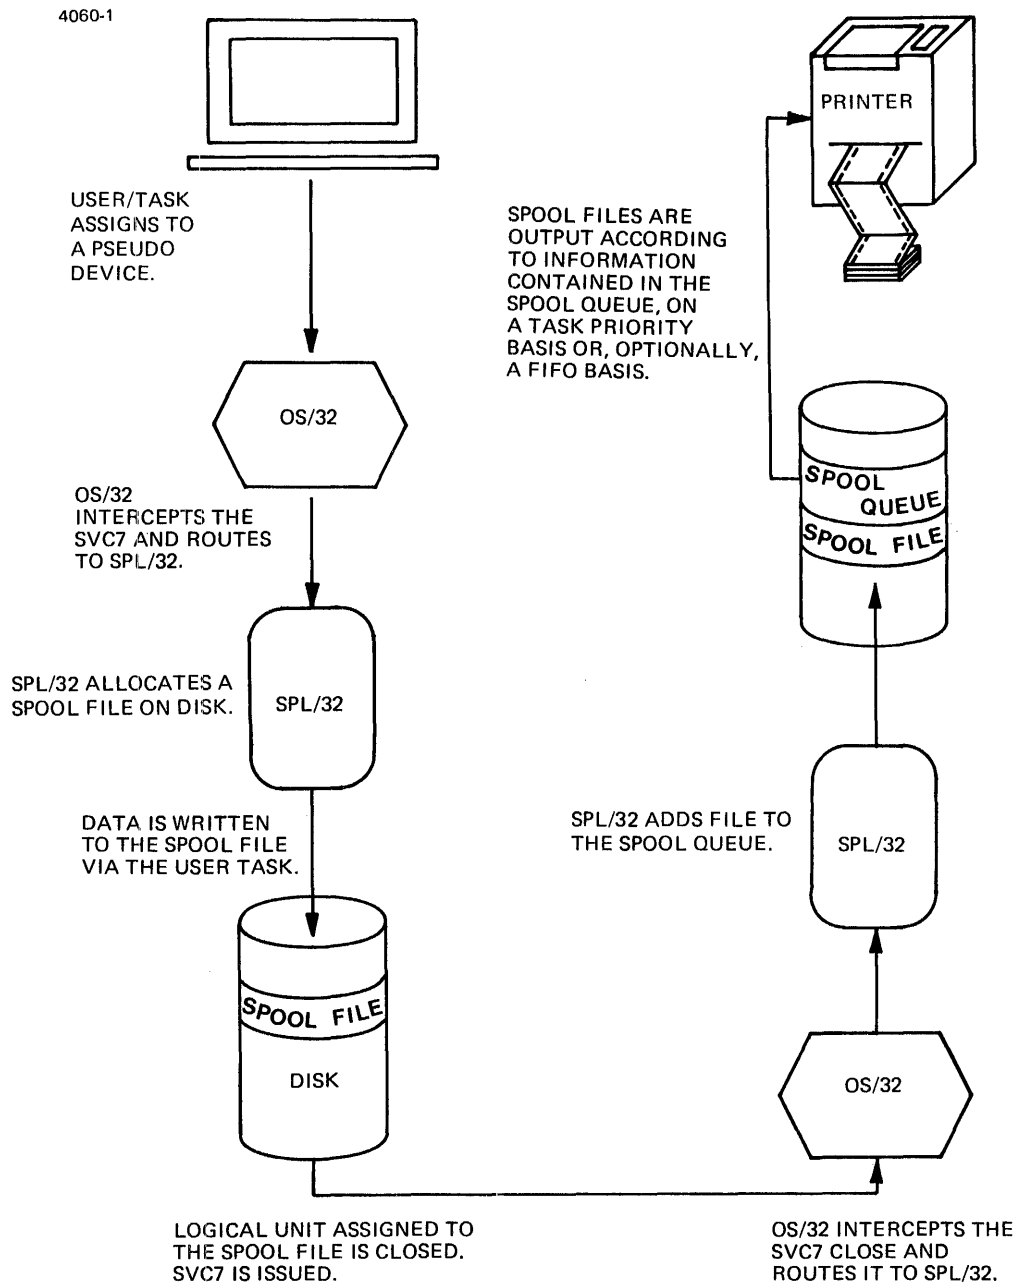 4060-1
USER/TASK
ASSIGNS TO
A PSEUDO
DEVICE.
OS/32
OS/32
INTERCEPTS THE
SVC7 AND ROUTES
TO SPL/32.
SPL/32 ALLOCATES A
SPOOL FILE ON DISK.
SPL/32
DATA IS WRITTEN
TO THE SPOOL FILE
VIA THE USER TASK.
SPOOL FILE
DISK
LOGICAL UNIT ASSIGNED TO
THE SPOOL FILE IS CLOSED.
SVC7 IS ISSUED.
OS/32 INTERCEPTS THE
SVC7 CLOSE AND
ROUTES IT TO SPL/32.
OS/32
SPL/32 ADDS FILE TO
THE SPOOL QUEUE.
SPL/32
SPOOL
QUEUE
SPOOL FILE
SPOOL FILES ARE
OUTPUT ACCORDING
TO INFORMATION
CONTAINED IN THE
SPOOL QUEUE, ON
A TASK PRIORITY
BASIS OR, OPTIONALLY,
A FIFO BASIS.
PRINTER